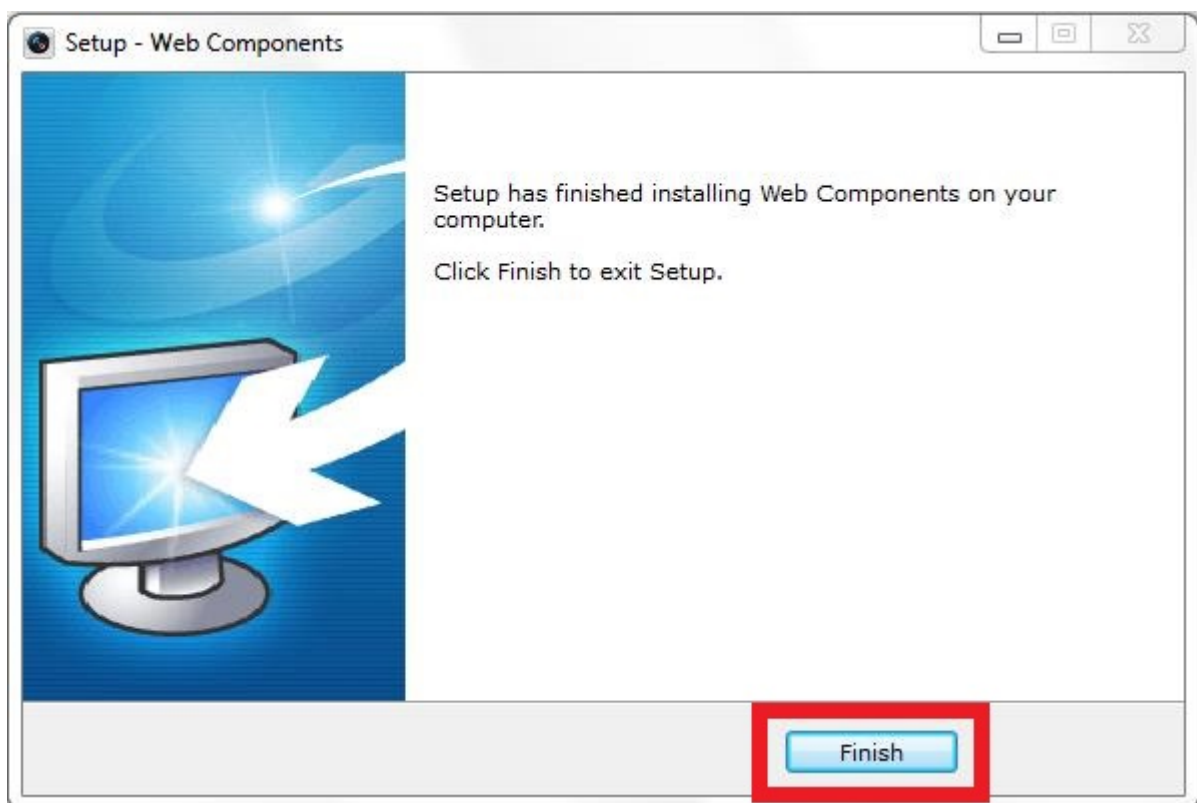 Setup - Web Components
Setup has finished installing Web Components on your
computer.
Click Finish to exit Setup.
Finish